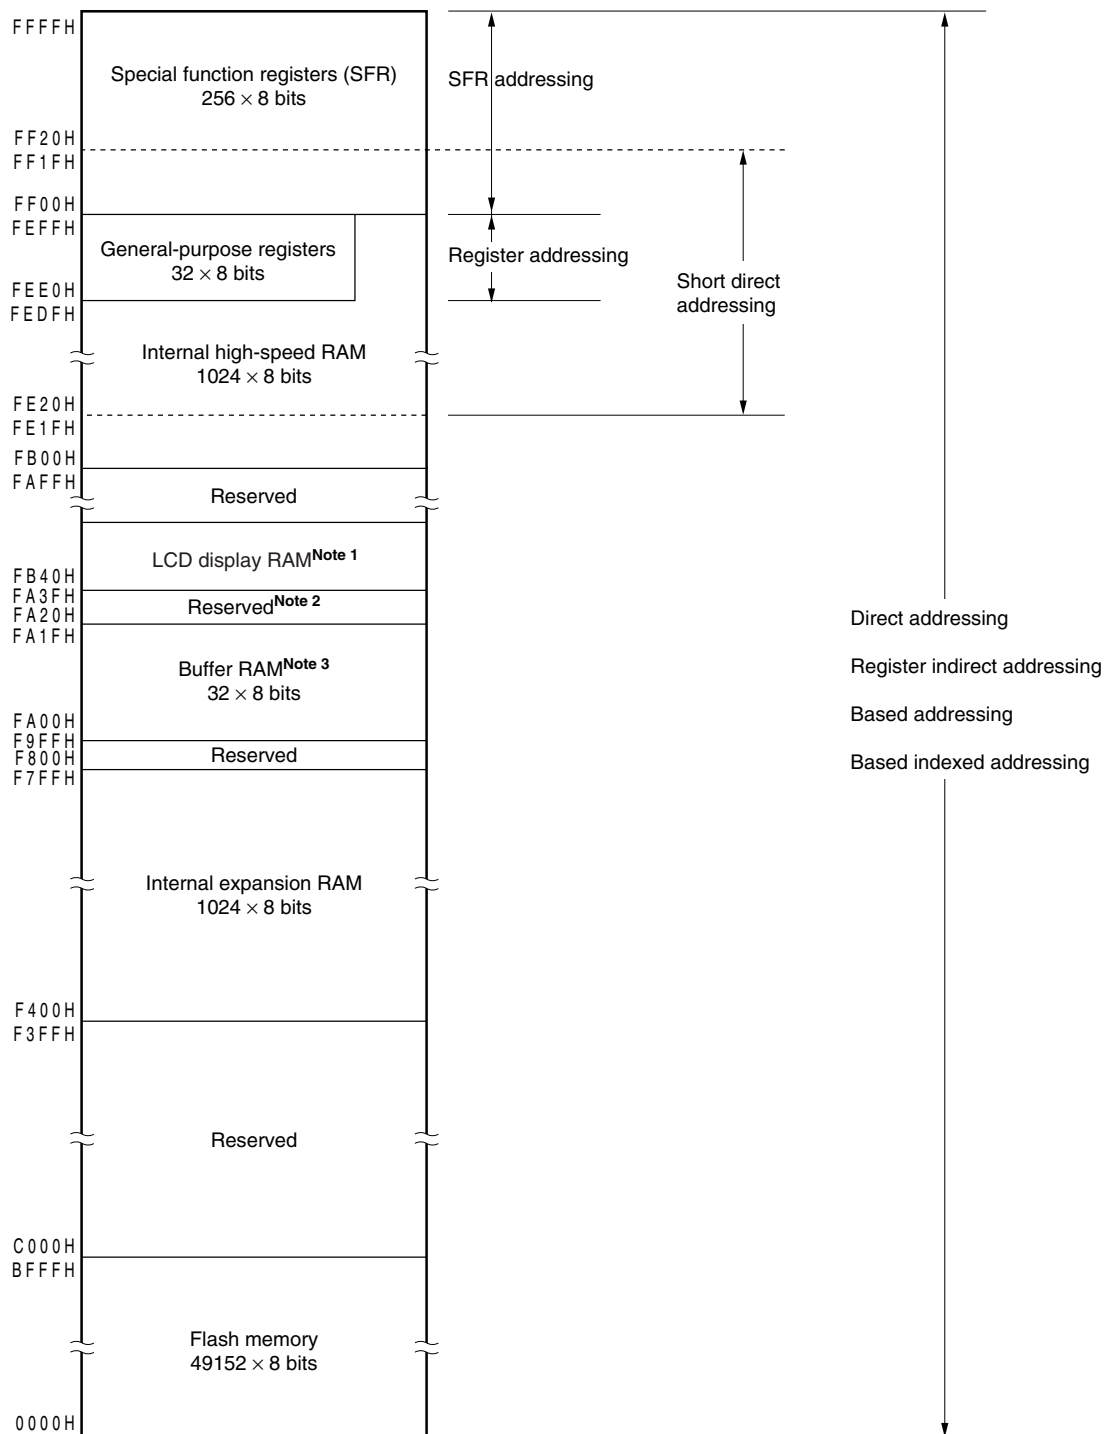 FFFFH
Special function registers (SFR)
256 × 8 bits
SFR addressing
FF20H
FF1FH
FF00H
FEFFH
General-purpose registers
32 × 8 bits
Register addressing
Short direct
addressing
FEE0H
FEDFH
Internal high-speed RAM
1024 × 8 bits
FE20H
FE1FH
FB00H
FAFFH
Reserved
LCD display RAM Note 1
FB40H
FA3FH
Reserved Note 2
FA20H
FA1FH
Direct addressing
Buffer RAM Note 3
32 × 8 bits
Register indirect addressing
FA00H
Based addressing
F9FFH
Reserved
F800H
Based indexed addressing
F7FFH
Internal expansion RAM
1024 × 8 bits
F400H
F3FFH
Reserved
C000H
BFFFH
Flash memory
49152 × 8 bits
0000H